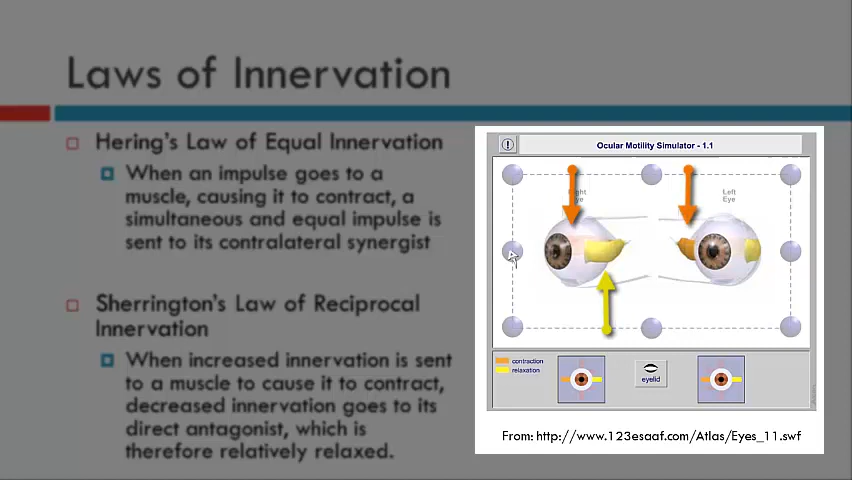 Laws of Innervation
Hering's Law of Equal Innervation
When an impulse goes to a
muscle, causing it to contract, a
simultaneous and equal impulse is
sent to its contralateral synergist
Sherrington's Law of Reciprocal
Innervation
When increased innervation is sent
to a muscle to cause it to contract,
decreased innervation goes to its
direct antagonist, which is
therefore relatively relaxed.
Ocular Motility Simulator - 1.1
Eye
Left
Eye
contraction
relaxation
eyelid
From: http://www.123esaaf.com/Atlas/Eyes_11.swf